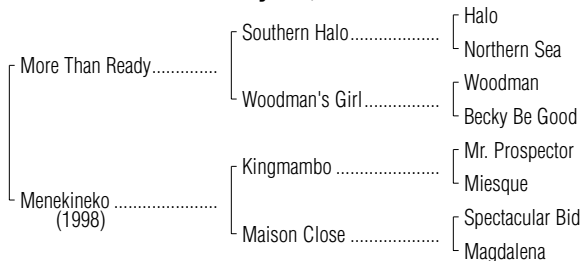 Halo
Southern Halo....................
Northern Sea
More Than Ready..............
Woodman
Woodman's Girl.................
Becky Be Good
Mr. Prospector
Kingmambo .....................
Miesque
Menekineko .....................
(1998)
Spectacular Bid
Maison Close ...................
Magdalena